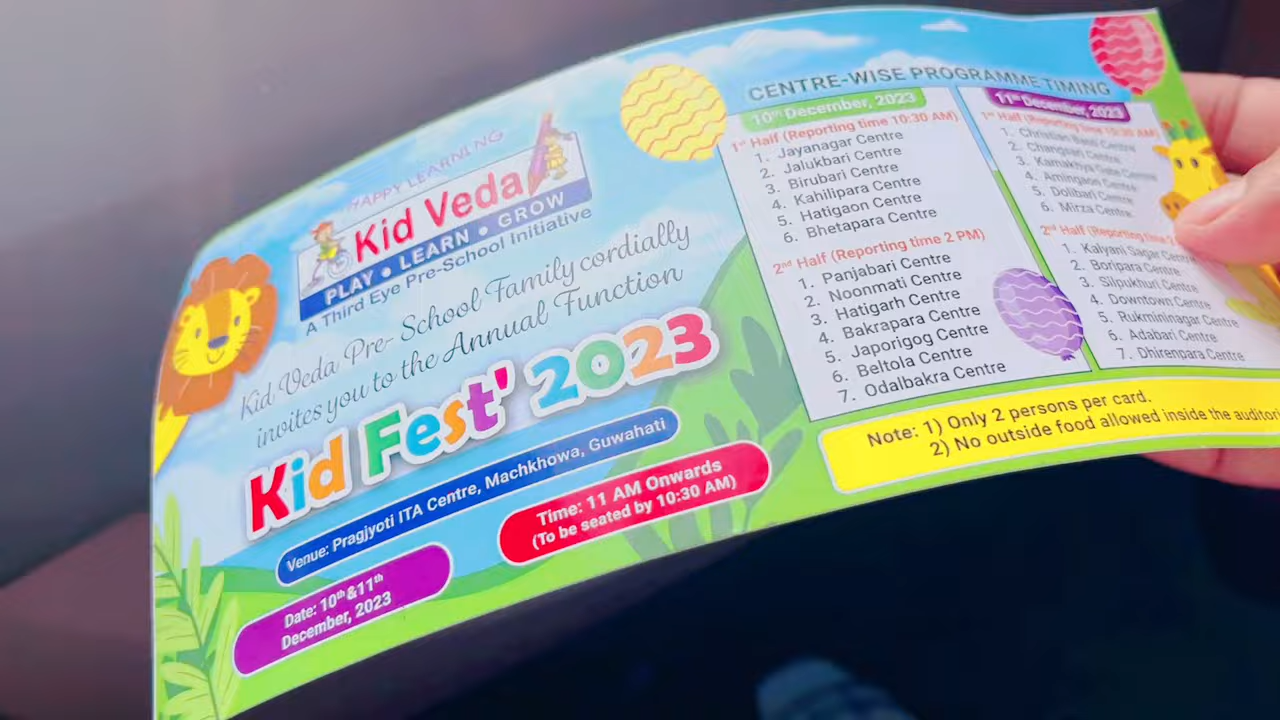 HAPPY LEARNING
Kid Veda
PLAY • LEARN • GROW
A Third Eye Pre-School Initiative
Kid Veda Pre- School Family cordially
invites you to the Annual Function
Kid Fest' 2023
Venue: Pragjyoti ITA Centre, Machkhowa, Guwahati
Date: 10th &11th
December, 2023
Time: 11 AM Onwards
(To be seated by 10:30 AM)
CENTRE-WISE PROGRAMME TIMING
10th December, 2023
1st Half (Reporting time 10:30 AM)
1. Jayanagar Centre
2. Jalukbari Centre
3. Birubari Centre
4. Kahilipara Centre
5. Hatigaon Centre
6. Bhetapara Centre
2nd Half (Reporting time 2 PM)
1. Panjabari Centre
2. Noonmati Centre
3. Hatigarh Centre
4. Bakrapara Centre
5. Japorigog Centre
6. Beltola Centre
7. Odalbakra Centre
11th December, 2023
1st Half (Reporting time 10:30 AM)
1. Christian Basti Centre
2. Changsari Centre
3. Kamakhya Gate Centre
4. Amingaon Centre
5. Dolibari Centre
6. Mirza Centre
2nd Half (Reporting time
1. Kalyani Sagar Centre
2. Boripara Centre
3. Silpukhuri Centre
4. Downtown Centre
5. Rukmininagar Centre
6. Adabari Centre
7. Dhirenpara Centre
Note: 1) Only 2 persons per card.
2) No outside food allowed inside the auditor